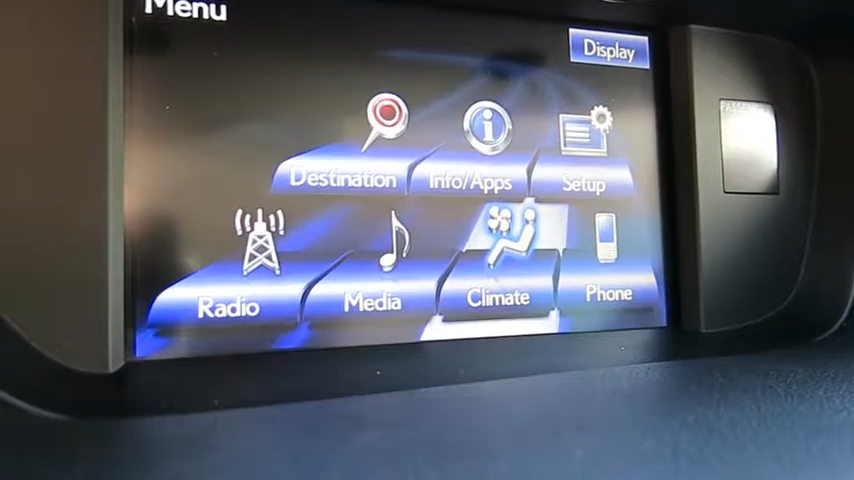 Menu
Display
Destination
Info/Apps
Setup
Radio
Media
Climate
Phone